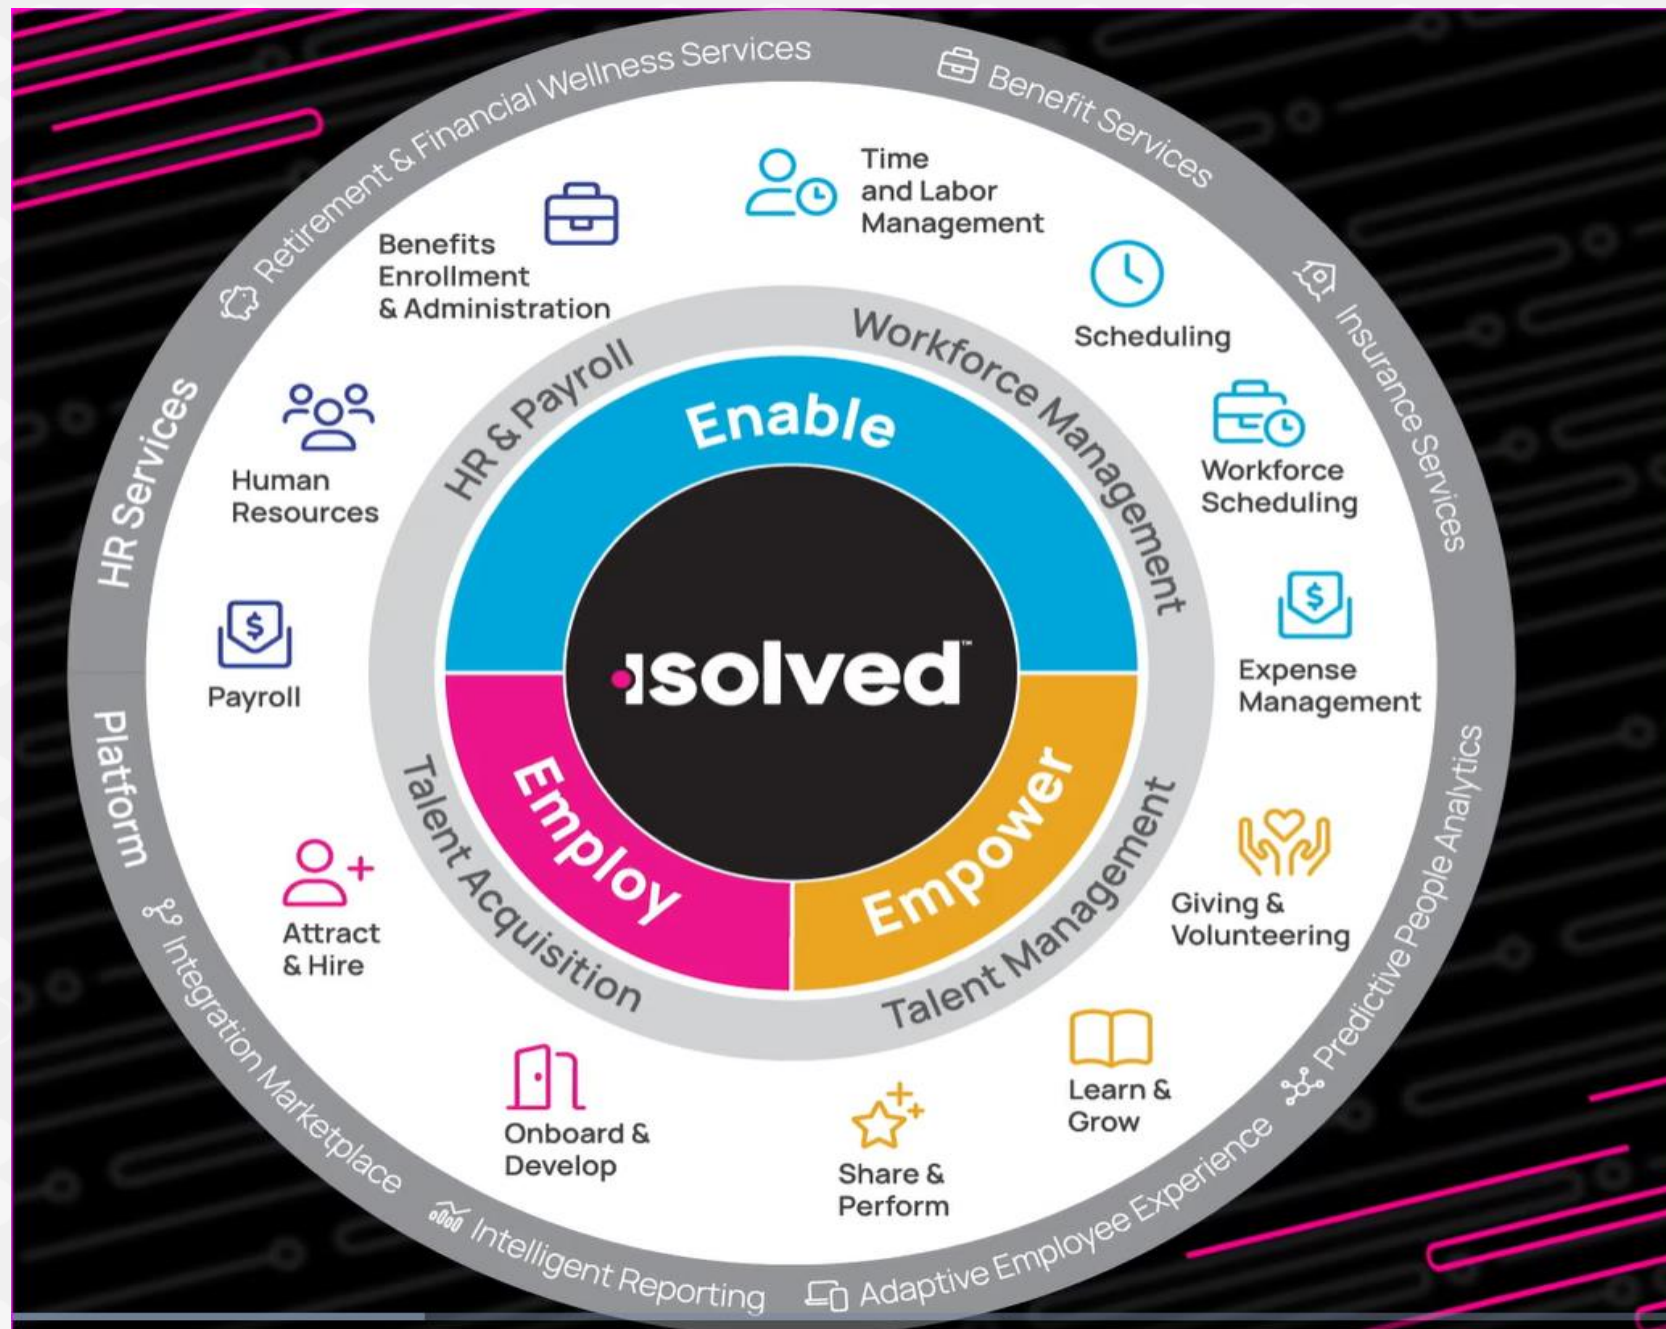 HR Services
Retirement & Financial Wellness Services
Benefit Services
Insurance Services
Benefits
Enrollment
& Administration
Time
and Labor
Management
Scheduling
Human
Resources
Workforce
Scheduling
Payroll
Expense
Management
HR & Payroll
Workforce Management
Enable
ısolved™
Employ
Empower
Talent Acquisition
Talent Management
Attract
& Hire
Giving &
Volunteering
Onboard &
Develop
Share &
Perform
Learn &
Grow
Platform
Integration Marketplace
Intelligent Reporting
Adaptive Employee Experience
Predictive People Analytics